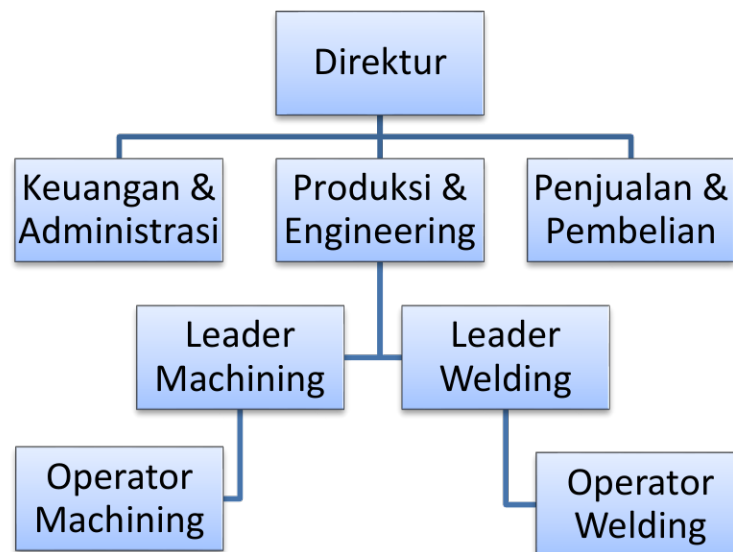 Direktur
Keuangan &
Administrasi
Produksi &
Engineering
Penjualan &
Pembelian
Leader
Machining
Leader
Welding
Operator
Machining
Operator
Welding